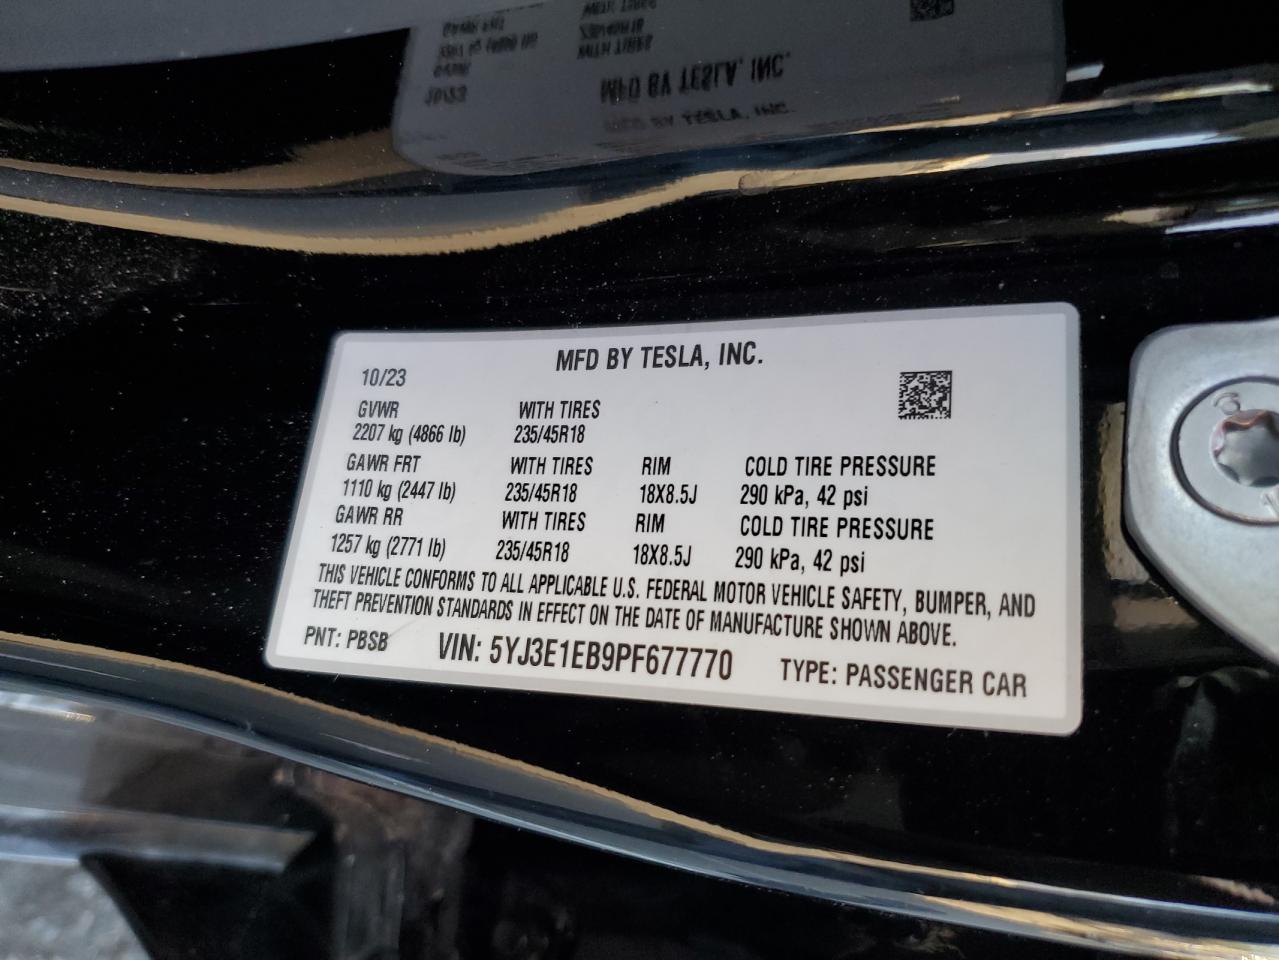 MFD BY TESLA, INC.
10/23
GVWR WITH TIRES
2207 kg (4866 lb) 235/45R18
GAWR FRT WITH TIRES RIM COLD TIRE PRESSURE
1110 kg (2447 lb) 235/45R18 18X8.5J 290 kPa, 42 psi
GAWR RR WITH TIRES RIM COLD TIRE PRESSURE
1257 kg (2771 lb) 235/45R18 18X8.5J 290 kPa, 42 psi
THIS VEHICLE CONFORMS TO ALL APPLICABLE U.S. FEDERAL MOTOR VEHICLE SAFETY, BUMPER, AND
THEFT PREVENTION STANDARDS IN EFFECT ON THE DATE OF MANUFACTURE SHOWN ABOVE.
PNT: PBSB VIN: 5YJ3E1EB9PF677770 TYPE: PASSENGER CAR